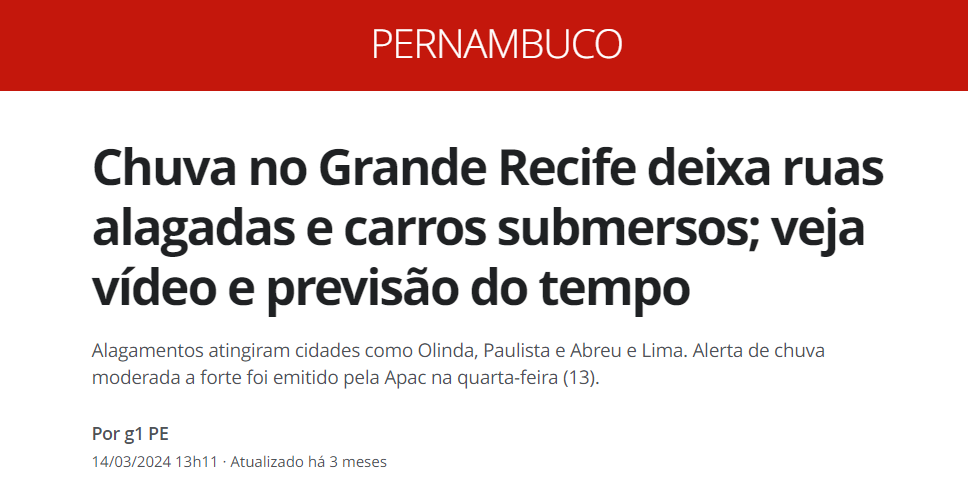 PERNAMBUCO
Chuva no Grande Recife deixa ruas
alagadas e carros submersos; veja
vídeo e previsão do tempo
Alagamentos atingiram cidades como Olinda, Paulista e Abreu e Lima. Alerta de chuva
moderada a forte foi emitido pela Apac na quarta-feira (13).
Por g1 PE
14/03/2024 13h11 · Atualizado há 3 meses